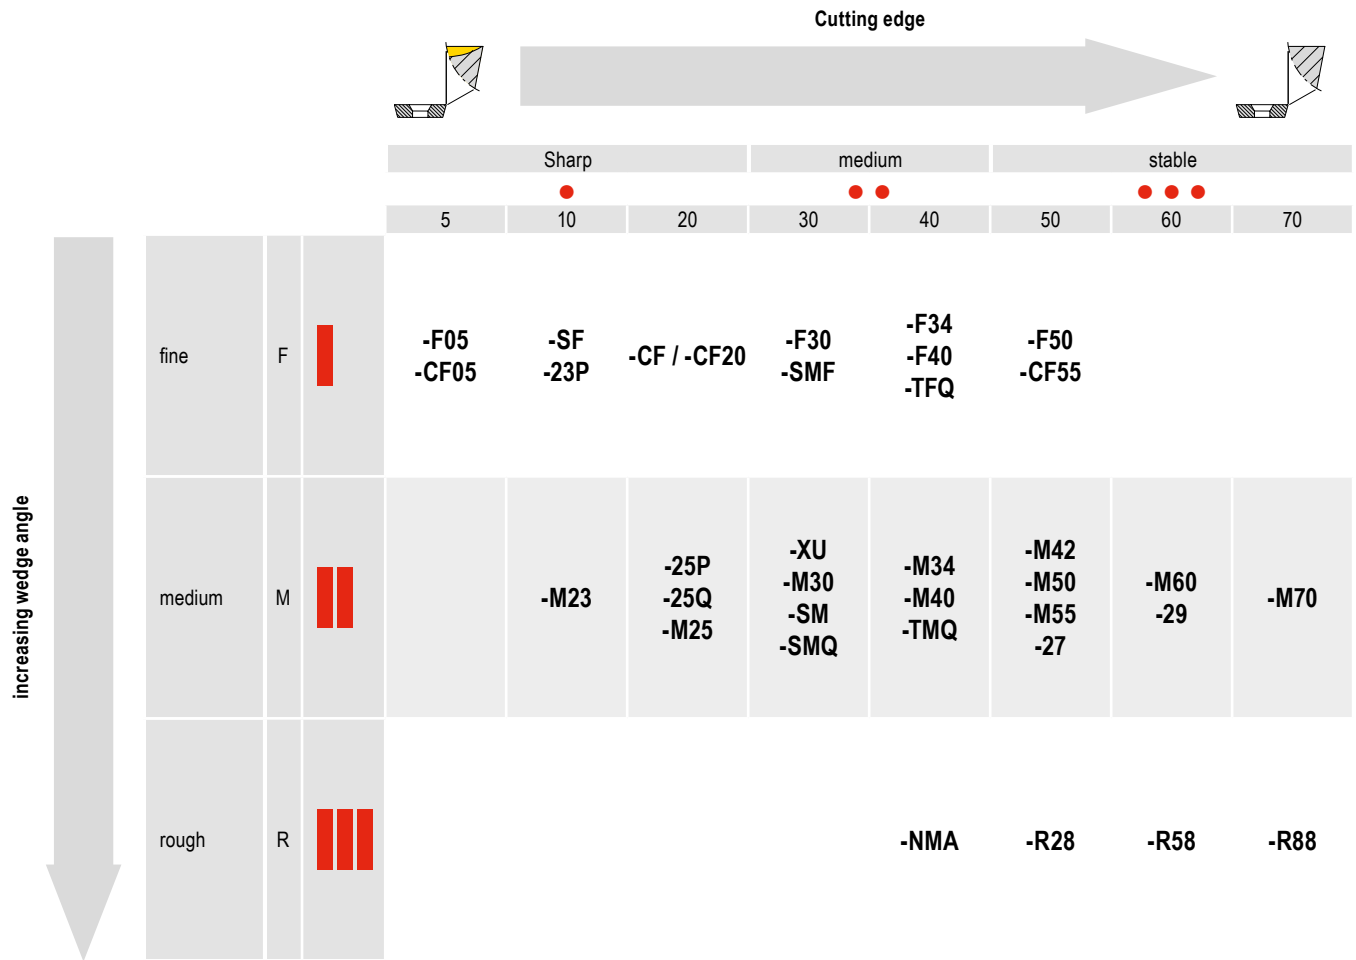 Cutting edge
Sharp medium stable
5 10 20 30 40 50 60 70
increasing wedge angle
fine F
-F05
-CF05
-SF
-23P
-CF / -CF20
-F30
-SMF
-F34
-F40
-TFQ
-F50
-CF55
medium M
-M23
-25P
-25Q
-M25
-XU
-M30
-SM
-SMQ
-M34
-M40
-TMQ
-M42
-M50
-M55
-27
-M60
-29
-M70
rough R
-NMA
-R28
-R58
-R88